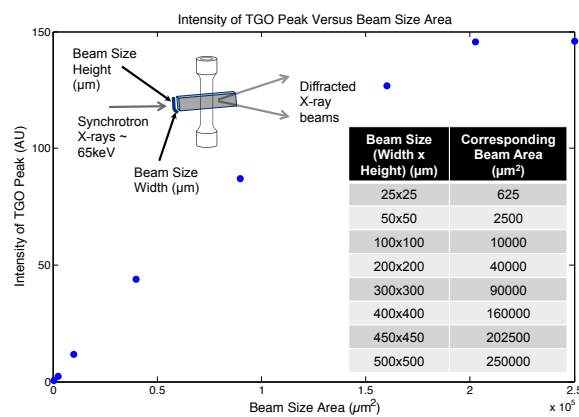 Intensity of TGO Peak Versus Beam Size Area
150
100
50
0
Intensity of TGO Peak (AU)
Beam Size
Height
(µm)
Synchrotron
X-rays ~
65keV
Beam Size
Width (µm)
Diffracted
X-ray
beams
Beam Size (Width x Height) (µm) Corresponding Beam Area (µm²)
25x25 625
50x50 2500
100x100 10000
200x200 40000
300x300 90000
400x400 160000
450x450 202500
500x500 250000
0 0.5 1 1.5 2 2.5
x 10⁵
Beam Size Area (µm²)